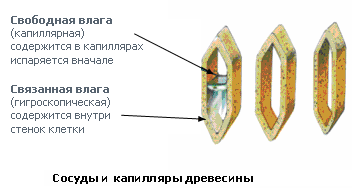 Свободная влага
(капиллярная)
содержится в капиллярах
испаряется вначале
Связанная влага
(гигроскопическая)
содержится внутри
стенок клетки
Сосуды и капилляры древесины